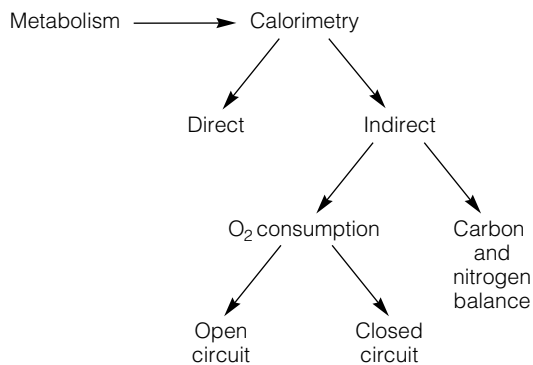 Metabolism
Calorimetry
Direct
Indirect
O₂ consumption
Carbon
and
nitrogen
balance
Open
circuit
Closed
circuit